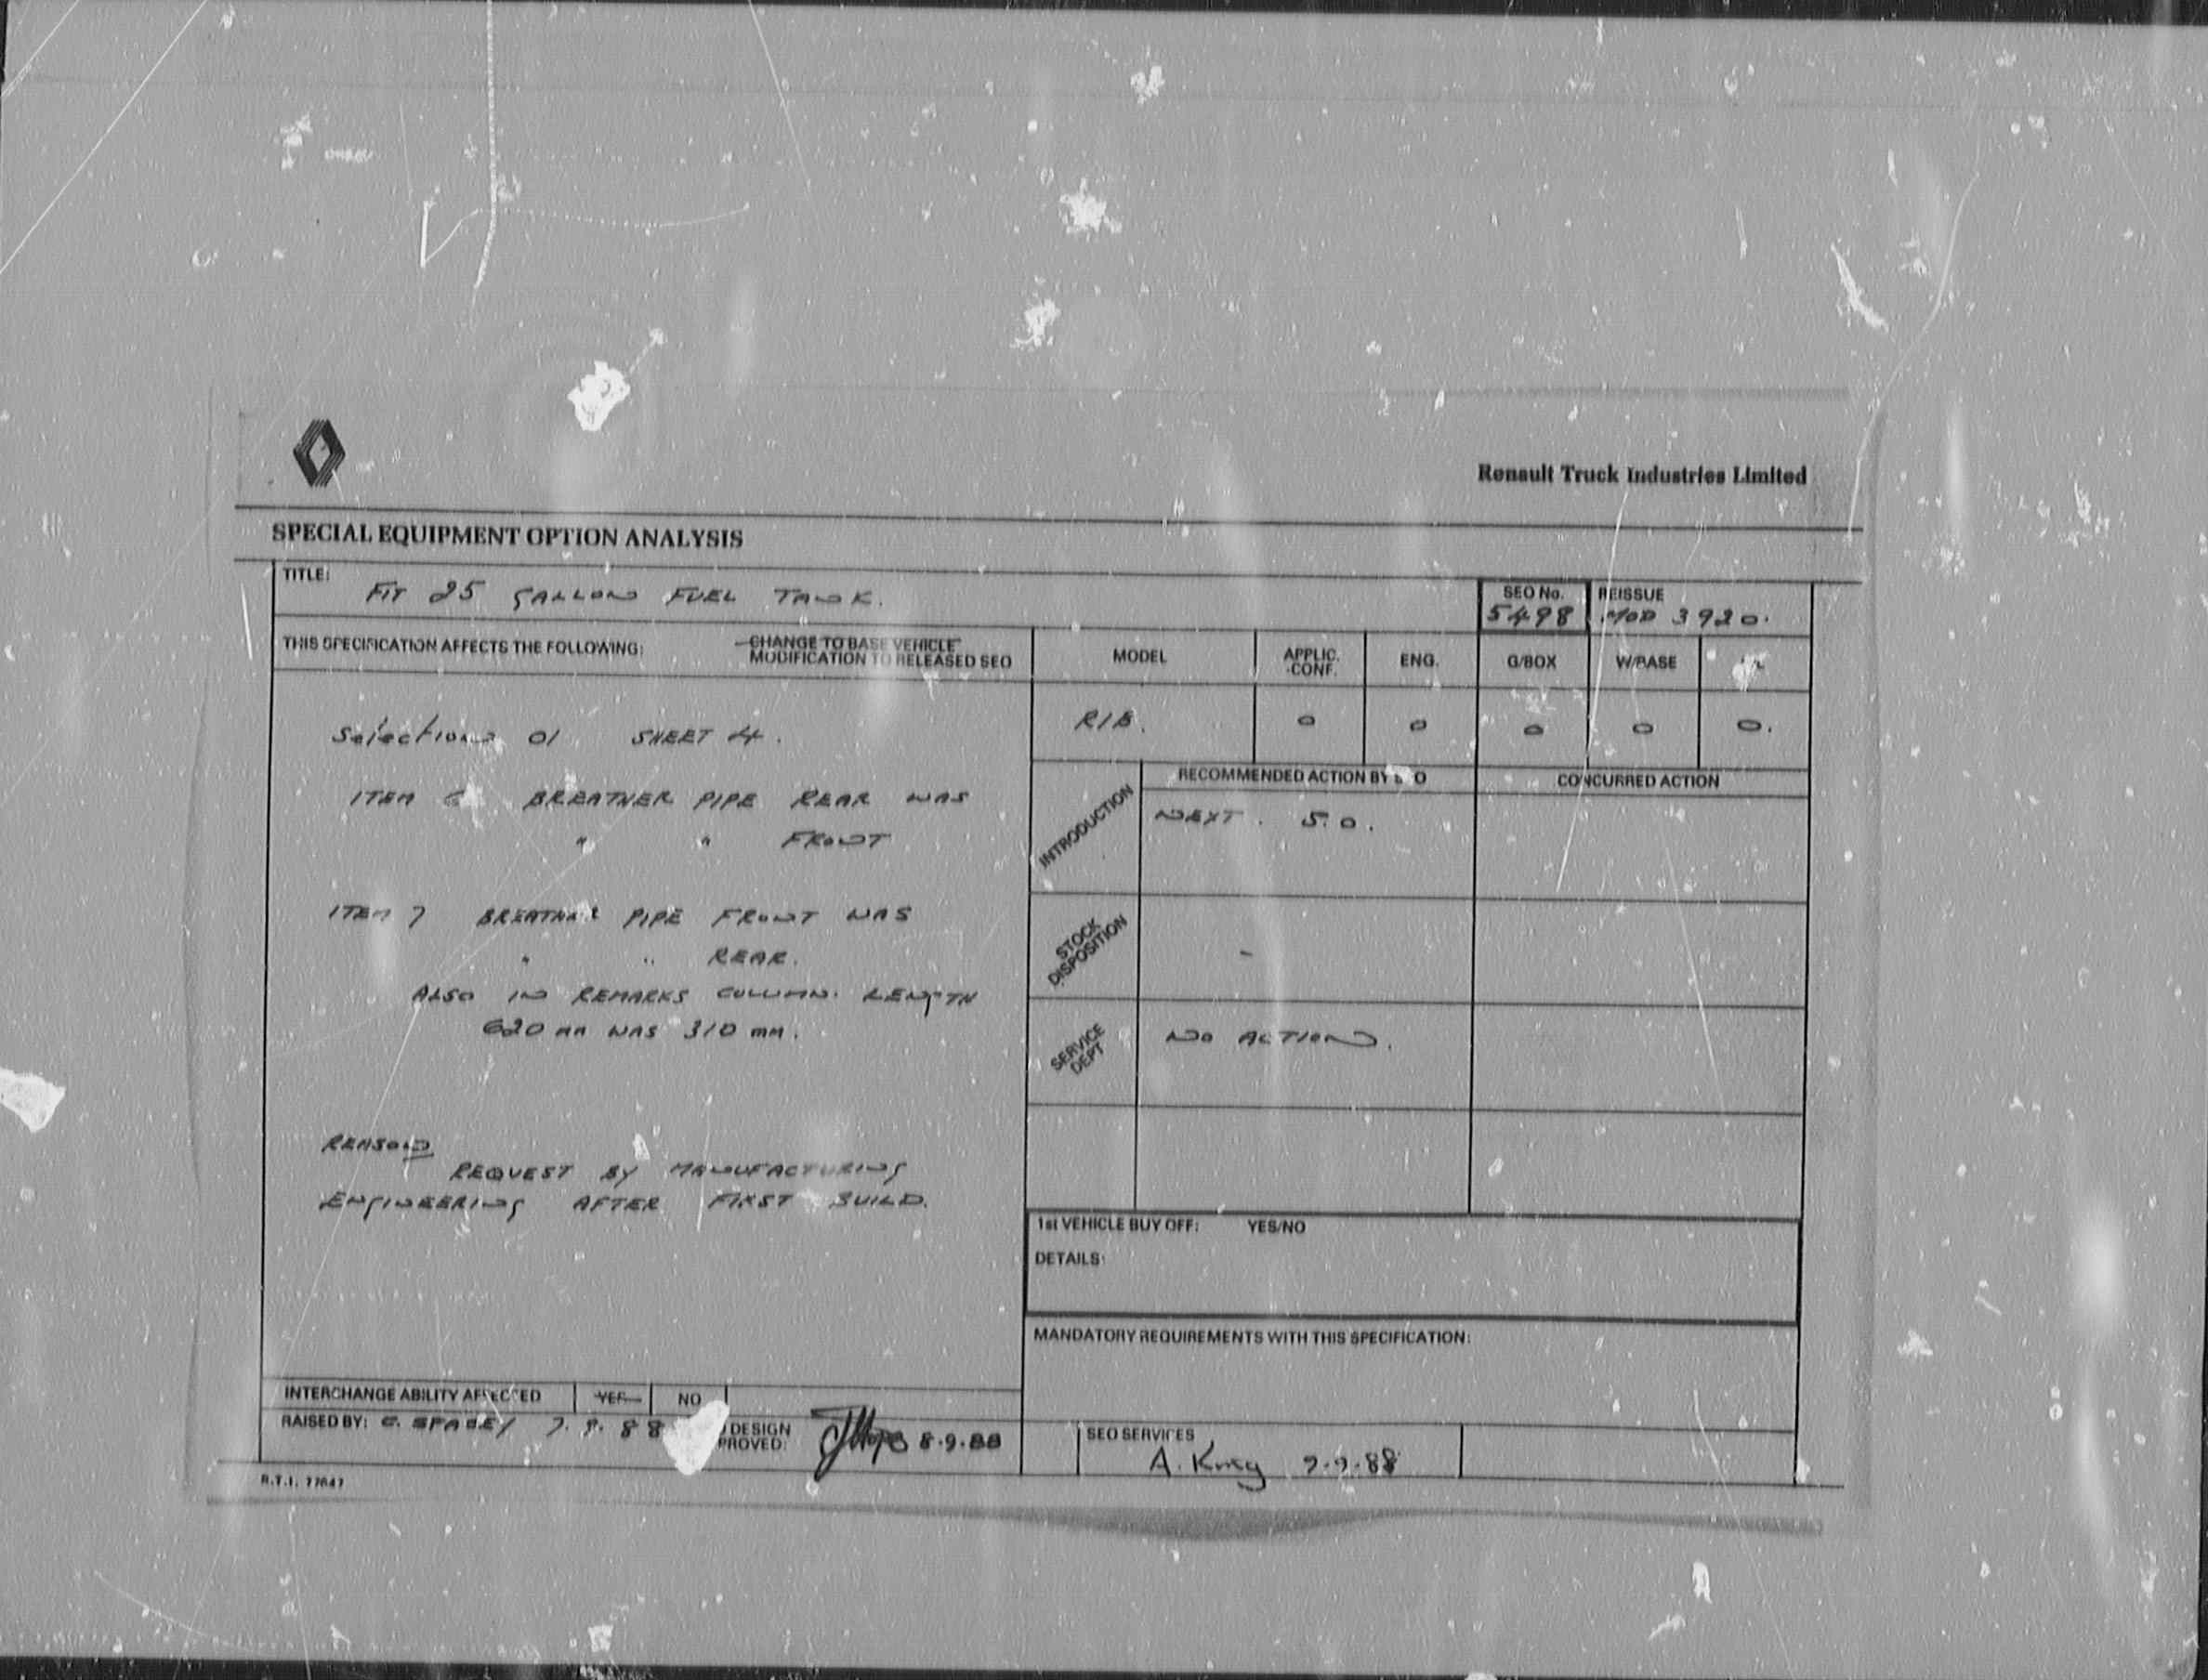 Renault Truck Industries Limited
SPECIAL EQUIPMENT OPTION ANALYSIS
TITLE:
FIT 25 GALLON FUEL TANK.
SEO No.
5498
REISSUE
MOD 3920.
THIS SPECIFICATION AFFECTS THE FOLLOWING:
CHANGE TO BASE VEHICLE
MODIFICATION TO RELEASED SEO
MODEL
APPLIC. CONF.
ENG.
G/BOX
W/BASE
R1B.
0
0
0
0
0.
Selections 01 SHEET 4.
ITEM 6 BREATHER PIPE REAR WAS
" " FRONT
ITEM 7 BREATHER PIPE FRONT WAS
" " REAR.
ALSO IN REMARKS COLUMN. LENGTH
620 mm WAS 310 mm.
REASON
REQUEST BY MANUFACTURING
ENGINEERING AFTER FIRST BUILD.
RECOMMENDED ACTION BY
CONCURRED ACTION
INTRODUCTION
NEXT. S.O.
STOCK DISPOSITION
-
SERVICE DEPT
NO ACTION.
1st VEHICLE BUY OFF: YES/NO
DETAILS:
MANDATORY REQUIREMENTS WITH THIS SPECIFICATION:
INTERCHANGE ABILITY AFFECTED
YES
NO
RAISED BY:
DESIGN
8.9.88
SEO SERVICES
A. King 9.9.88